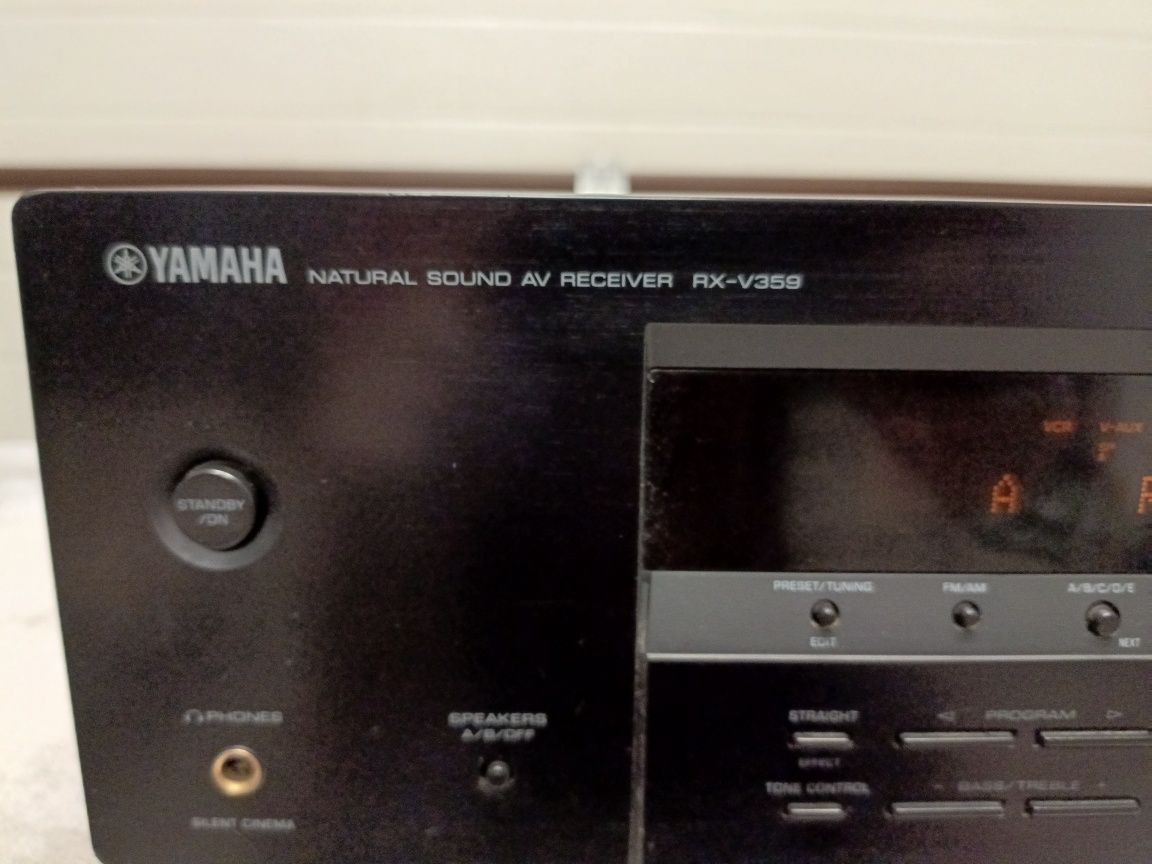 YAMAHA NATURAL SOUND AV RECEIVER RX-V359
VCR V-AUX
A
STANDBY
/ON
PRESET/TUNING FM/AM A/B/C/D/E
EDIT NEXT
PHONES
SPEAKERS
A/B/OFF
STRAIGHT
◁ PROGRAM ▷
EFFECT
TONE CONTROL
- BASS/TREBLE +
SILENT CINEMA